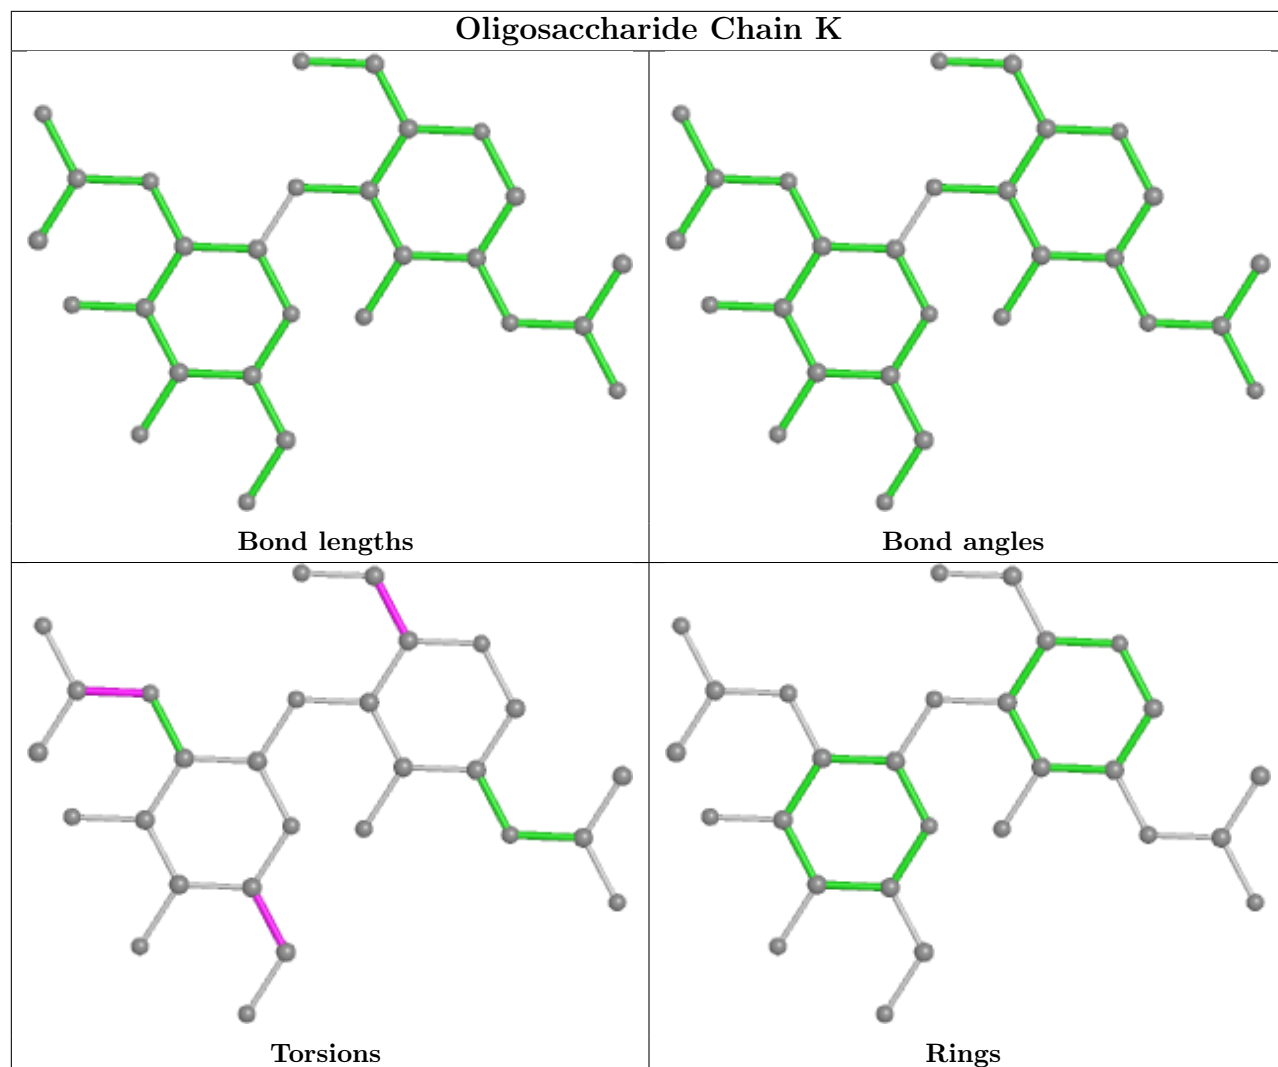 Oligosaccharide Chain K
Bond lengths
Bond angles
Torsions
Rings